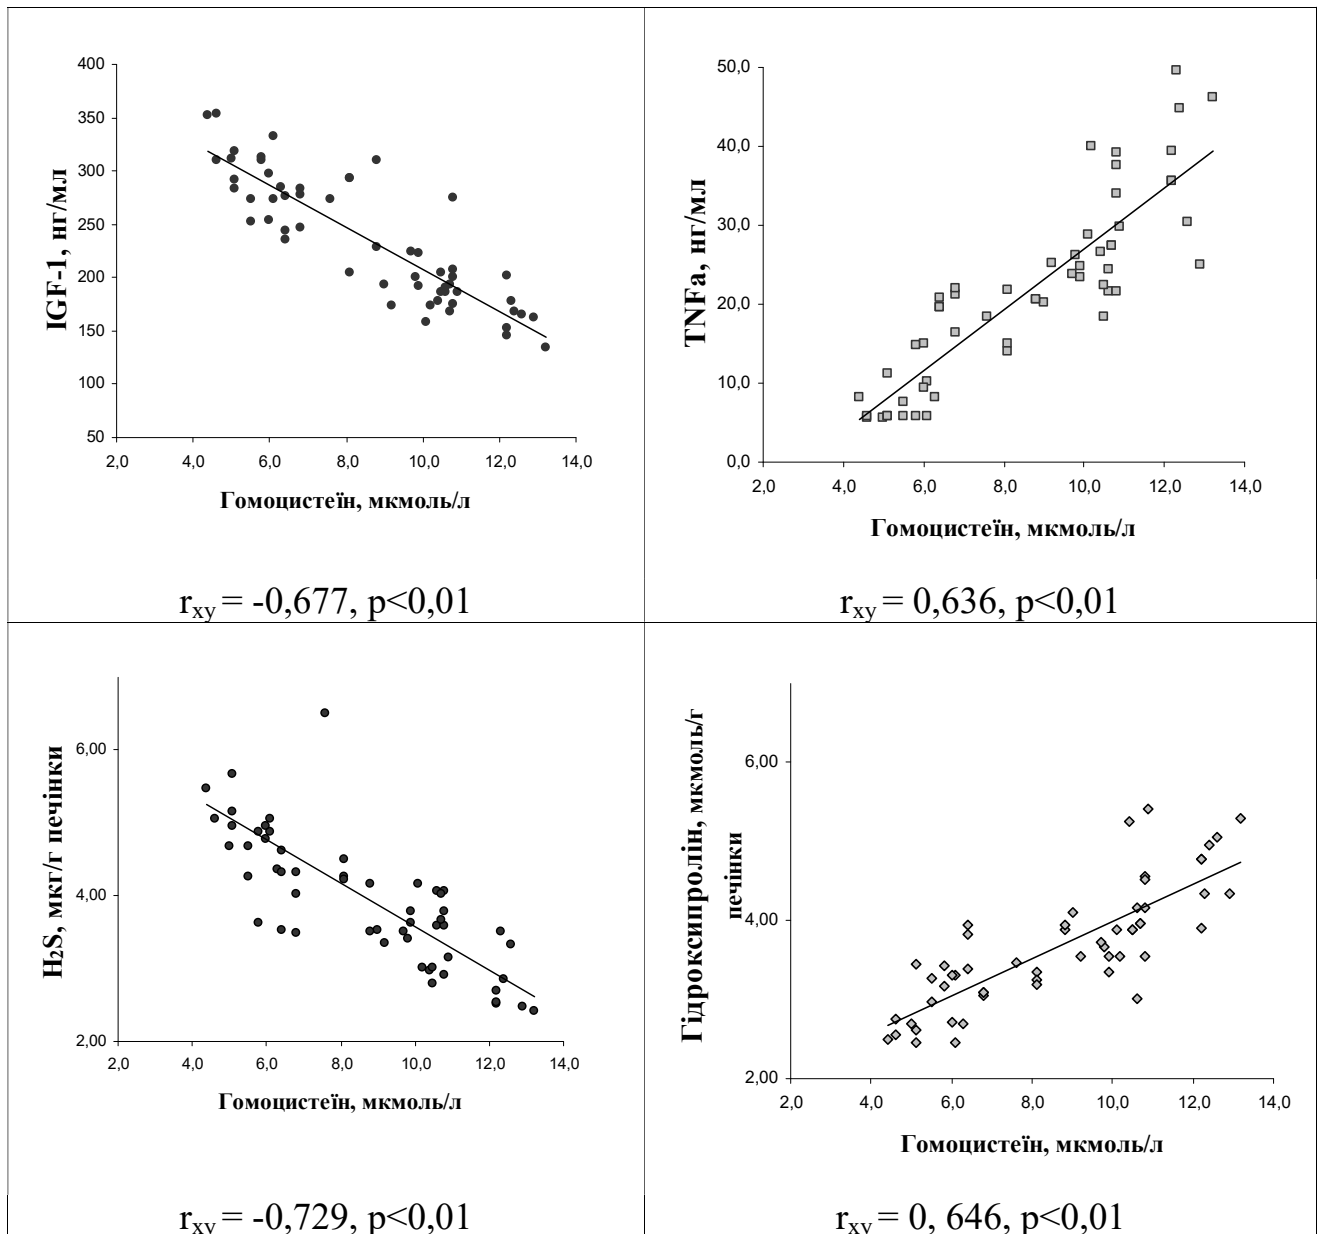 400
350
300
250
200
150
100
50
2,0 4,0 6,0 8,0 10,0 12,0 14,0
IGF-1, нг/мл
Гомоцистеїн, мкмоль/л
r_xy = -0,677, p<0,01
50,0
40,0
30,0
20,0
10,0
0,0
2,0 4,0 6,0 8,0 10,0 12,0 14,0
TNFa, нг/мл
Гомоцистеїн, мкмоль/л
r_xy = 0,636, p<0,01
6,00
4,00
2,00
2,0 4,0 6,0 8,0 10,0 12,0 14,0
H₂S, мкг/г печінки
Гомоцистеїн, мкмоль/л
r_xy = -0,729, p<0,01
6,00
4,00
2,00
2,0 4,0 6,0 8,0 10,0 12,0 14,0
Гідроксипролін, мкмоль/г
печінки
Гомоцистеїн, мкмоль/л
r_xy = 0, 646, p<0,01